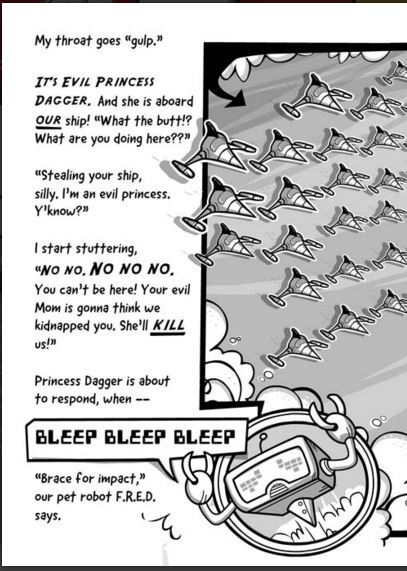 My throat goes “gulp.”
IT’S EVIL PRINCESS
DAGGER. And she is aboard
OUR ship! “What the butt!?
What are you doing here??”
“Stealing your ship,
silly. I’m an evil princess.
Y’know?”
I start stuttering,
“NO NO. NO NO NO.
You can’t be here! Your evil
Mom is gonna think we
kidnapped you. She’ll KILL
us!”
Princess Dagger is about
to respond, when --
BLEEP BLEEP BLEEP
“Brace for impact,”
our pet robot F.R.E.D.
says.